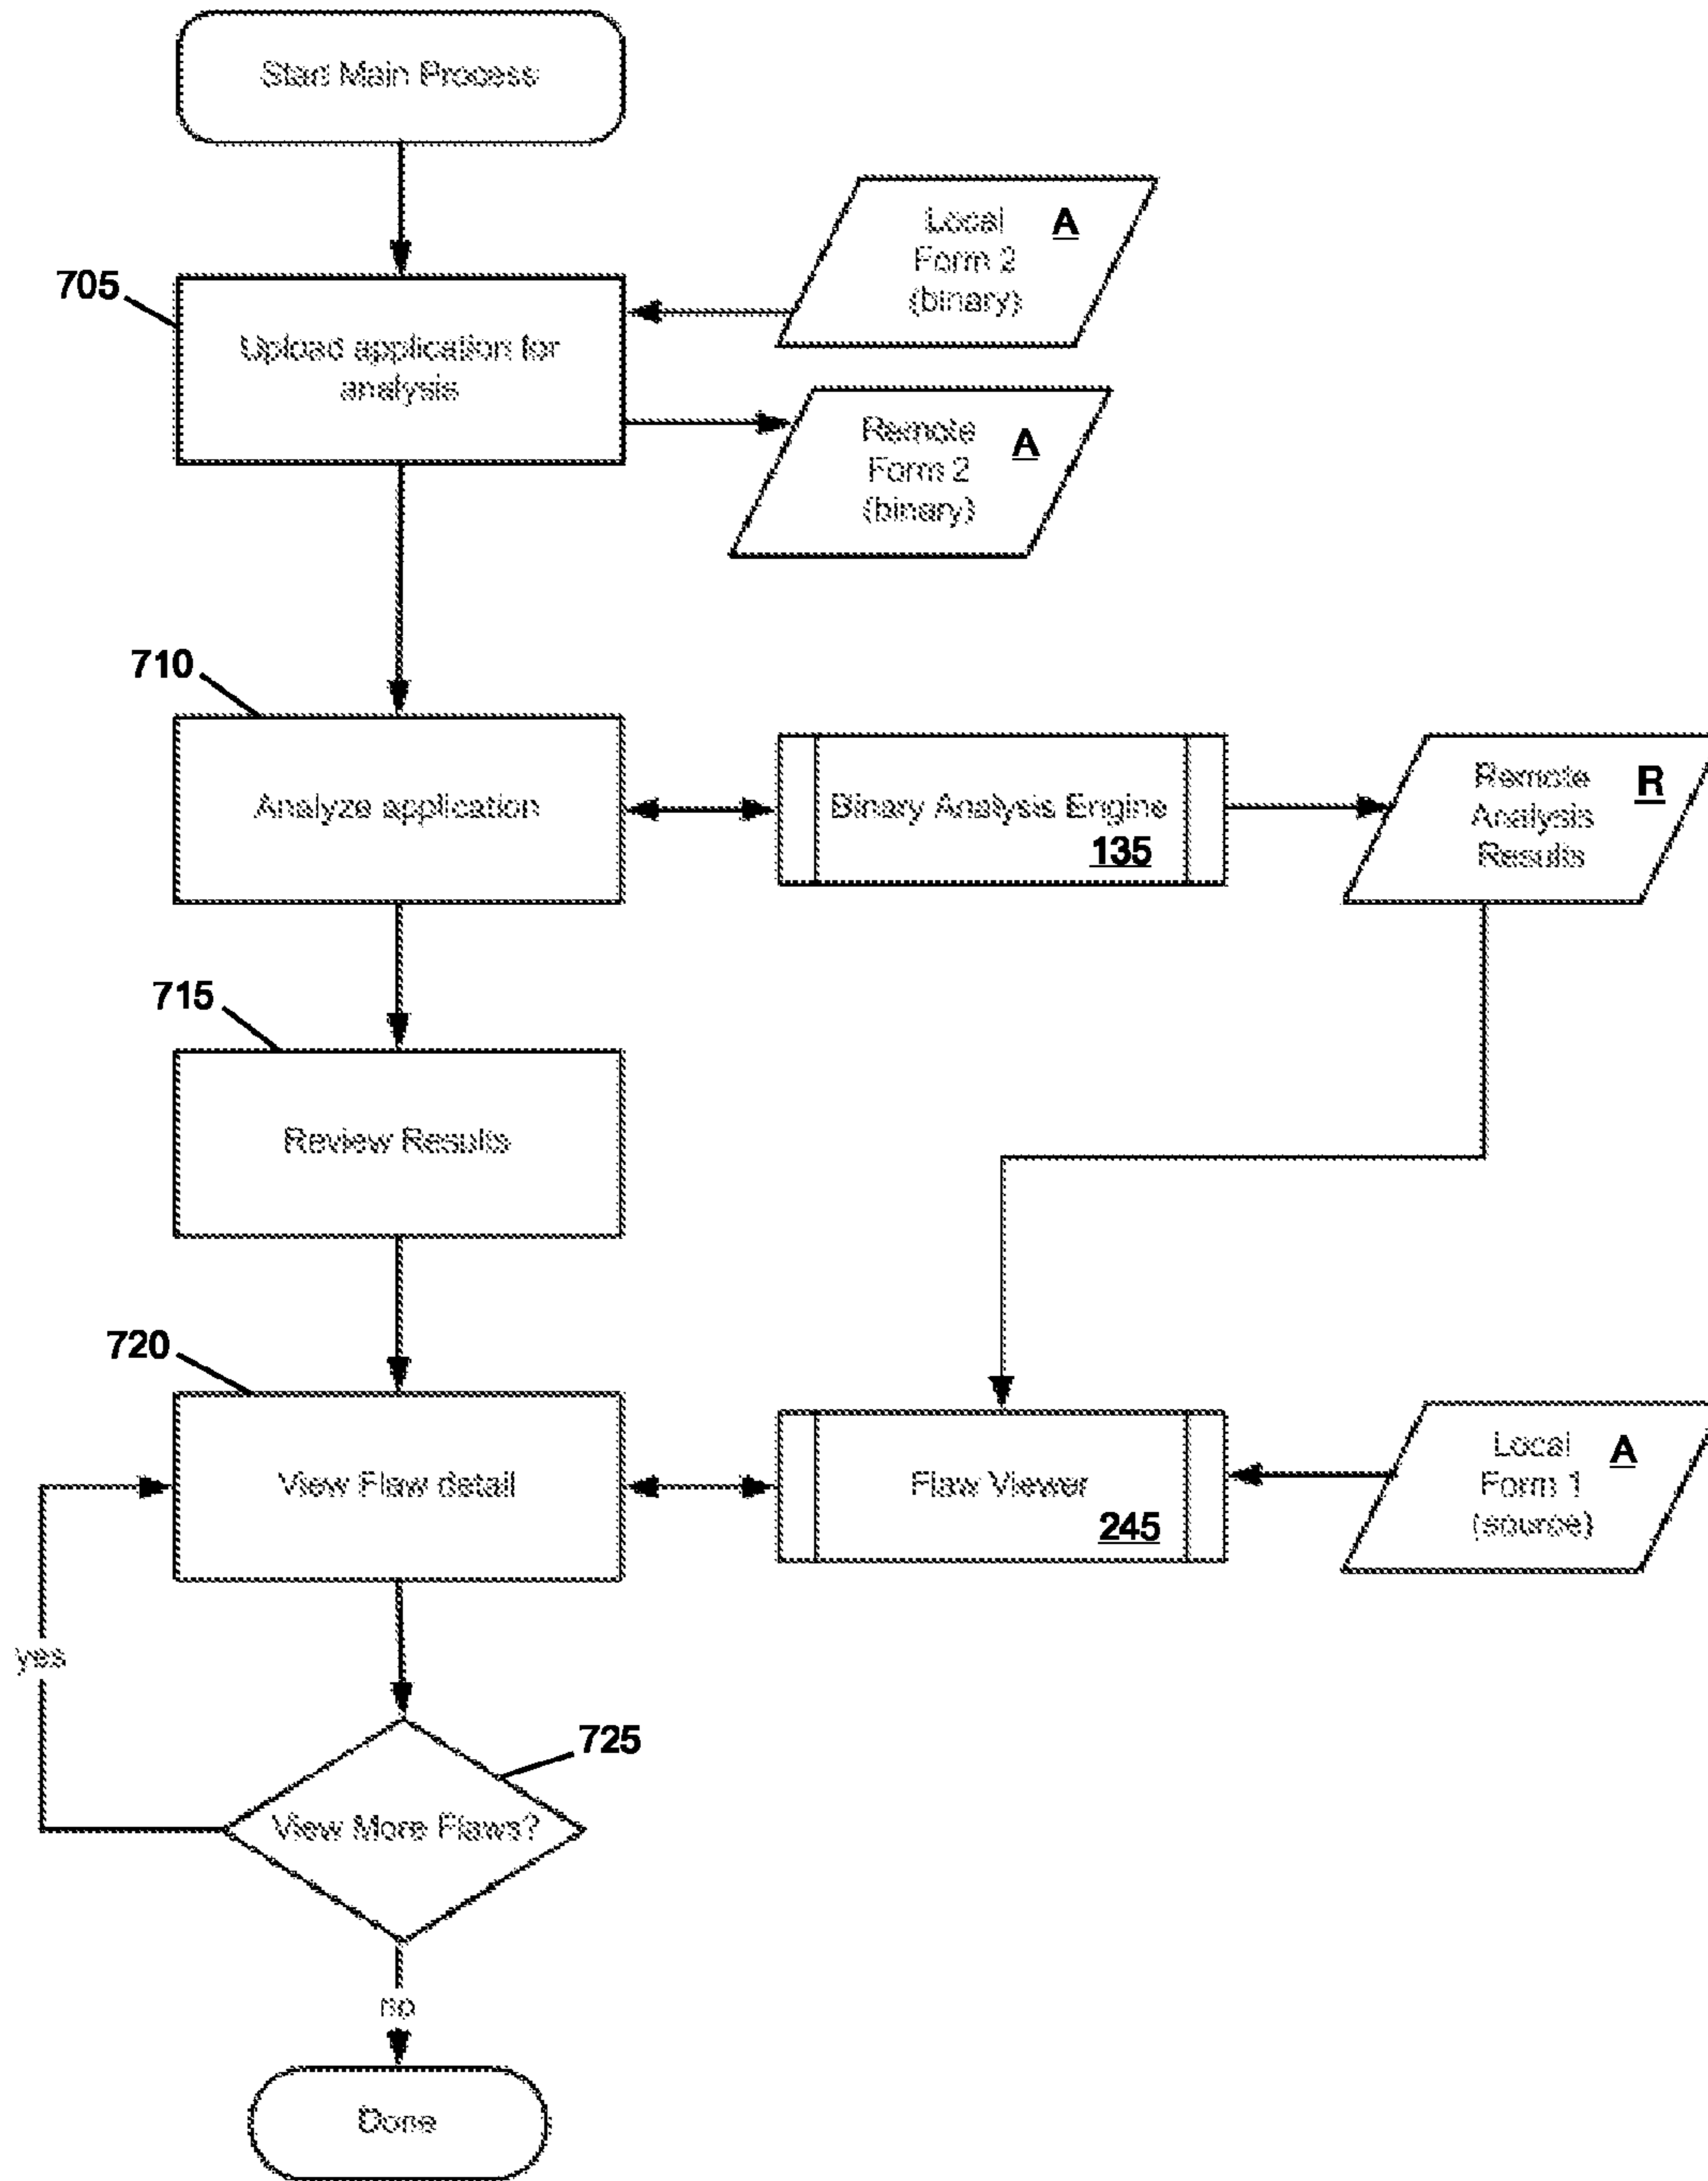 Start Main Process
Local
Form 2
(binary)
A
705
Upload application for
analysis
Remote
Form 2
(binary)
A
710
Analyze application
Binary Analysis Engine
135
Remote
Analysis
Results
R
715
Review Results
720
View Flaw detail
Flaw Viewer
245
Local
Form 1
(source)
A
yes
725
View More Flaws?
no
Done